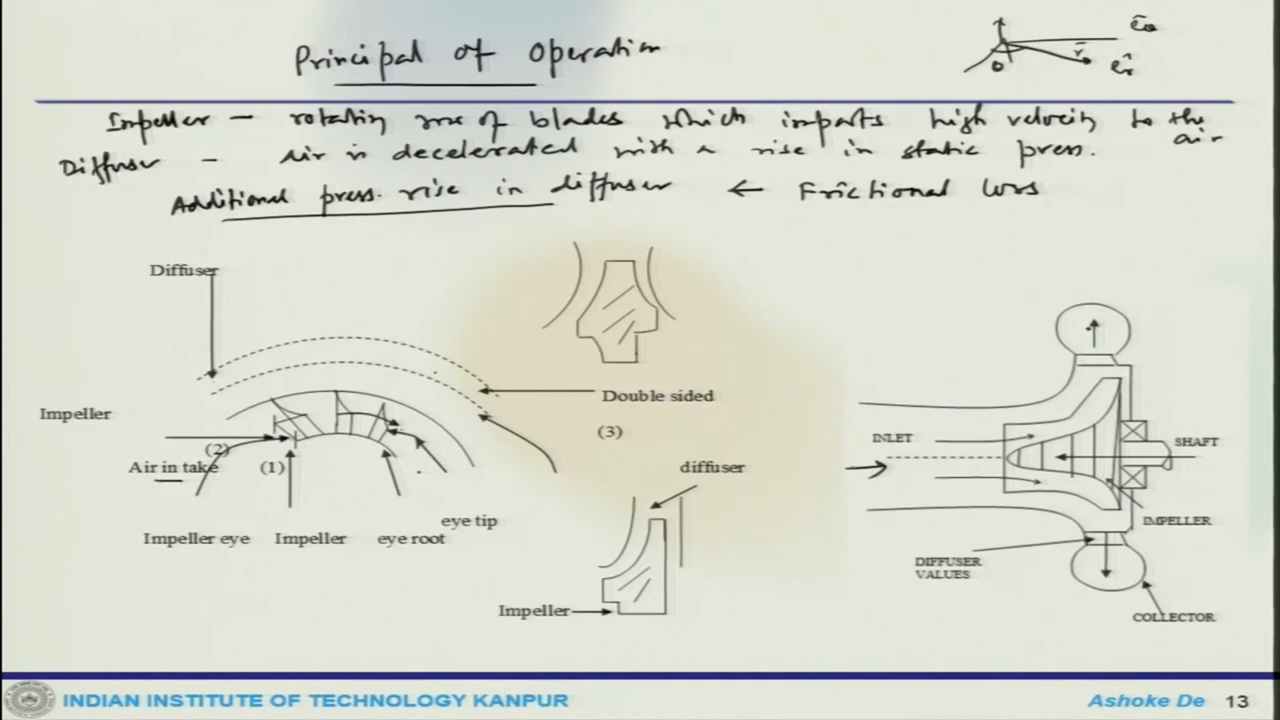 Principal of operation
O r̄ êθ êr
Impeller – rotating row of blades which imparts high velocity to the air
Diffuser – Air is decelerated with a rise in static press.
Additional press. rise in diffuser ← Frictional loss
Diffuser
Impeller
(2)
Air in take (1)
Impeller eye Impeller eye root
eye tip
Double sided
(3)
diffuser
Impeller
INLET
SHAFT
IMPELLER
DIFFUSER
VALUES
COLLECTOR
INDIAN INSTITUTE OF TECHNOLOGY KANPUR
Ashoke De 13